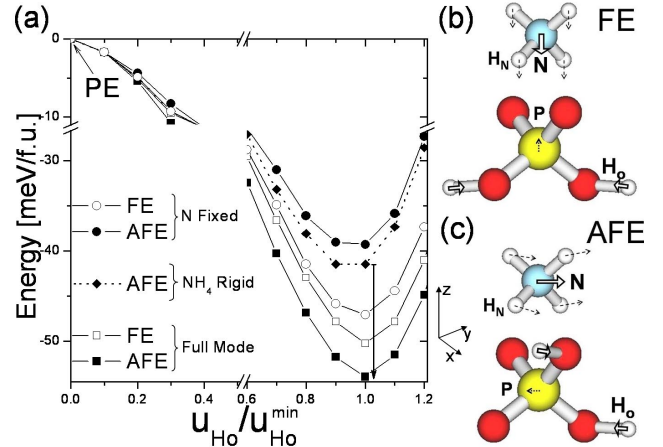 (a)
0
10
-30
-40
-50
Energy [meV/f.u.]
PE
FE
AFE
N Fixed
AFE
NH4 Rigid
FE
AFE
Full Mode
0.0 0.2 0.4 0.6 0.8 1.0 1.2
uHo/uHo^min
z
y
x
(b)
FE
HN
N
P
Ho
(c)
AFE
HN
N
P
Ho